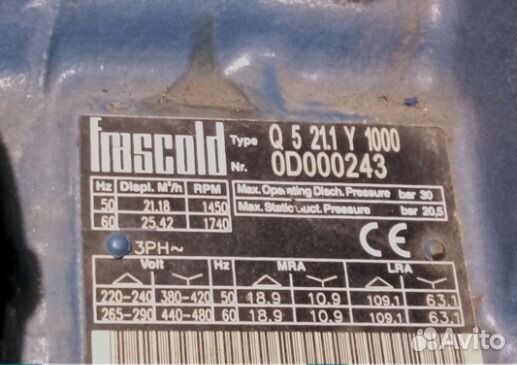 Frascold Type Q 5 21.1 Y 1000
Nr. 0D000243
Hz Displ. M³/h RPM
50 21.18 1450
60 25,42 1740
Max. Operating Disch. Pressure bar 30
Max. Static Suct. Pressure bar 20,5
3PH~ CE
Volt Hz MRA LRA
220-240 380-420 50 18,9 10,9 109,1 63,1
265-290 440-480 60 18,9 10,9 109,1 63,1
Avito